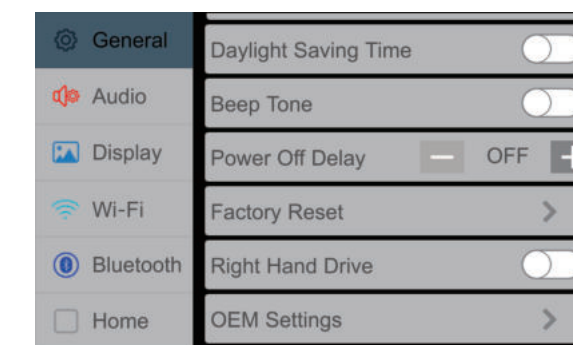 General
Audio
Display
Wi-Fi
Bluetooth
Home
Daylight Saving Time
Beep Tone
Power Off Delay — OFF +
Factory Reset
Right Hand Drive
OEM Settings